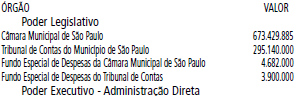 ÓRGÃO VALOR
Poder Legislativo
Câmara Municipal de São Paulo 673.429.885
Tribunal de Contas do Município de São Paulo 295.140.000
Fundo Especial de Despesas da Câmara Municipal de São Paulo 4.682.000
Fundo Especial de Despesas do Tribunal de Contas 3.900.000
Poder Executivo - Administração Direta